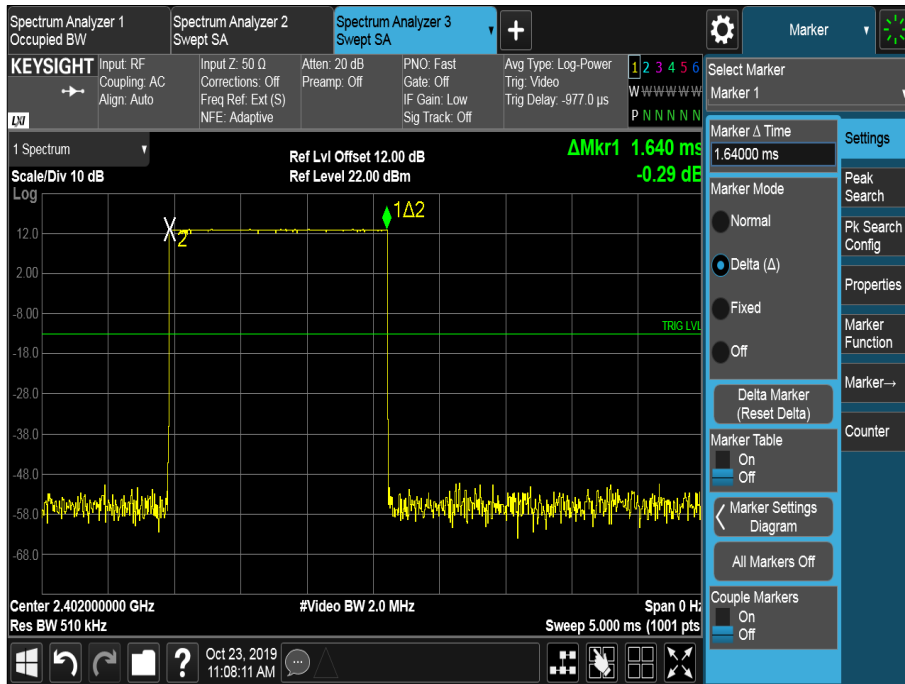 Spectrum Analyzer 1
Occupied BW
Spectrum Analyzer 2
Swept SA
Spectrum Analyzer 3
Swept SA
Marker
KEYSIGHT
LXI
Input: RF
Coupling: AC
Align: Auto
Input Z: 50 Ω
Corrections: Off
Freq Ref: Ext (S)
NFE: Adaptive
Atten: 20 dB
Preamp: Off
PNO: Fast
Gate: Off
IF Gain: Low
Sig Track: Off
Avg Type: Log-Power
Trig: Video
Trig Delay: -977.0 µs
1 2 3 4 5 6
W W W W W W
P N N N N N
Select Marker
Marker 1
1 Spectrum
Scale/Div 10 dB
Ref Lvl Offset 12.00 dB
Ref Level 22.00 dBm
ΔMkr1 1.640 ms
-0.29 dB
Log
12.0
2.00
-8.00
-18.0
-28.0
-38.0
-48.0
-58.0
-68.0
2
1Δ2
TRIG LVL
Center 2.402000000 GHz
Res BW 510 kHz
#Video BW 2.0 MHz
Span 0 Hz
Sweep 5.000 ms (1001 pts
Marker Δ Time
1.64000 ms
Marker Mode
Normal
Delta (Δ)
Fixed
Off
Delta Marker
(Reset Delta)
Marker Table
On
Off
Marker Settings
Diagram
All Markers Off
Couple Markers
On
Off
Settings
Peak
Search
Pk Search
Config
Properties
Marker
Function
Marker→
Counter
Oct 23, 2019
11:08:11 AM